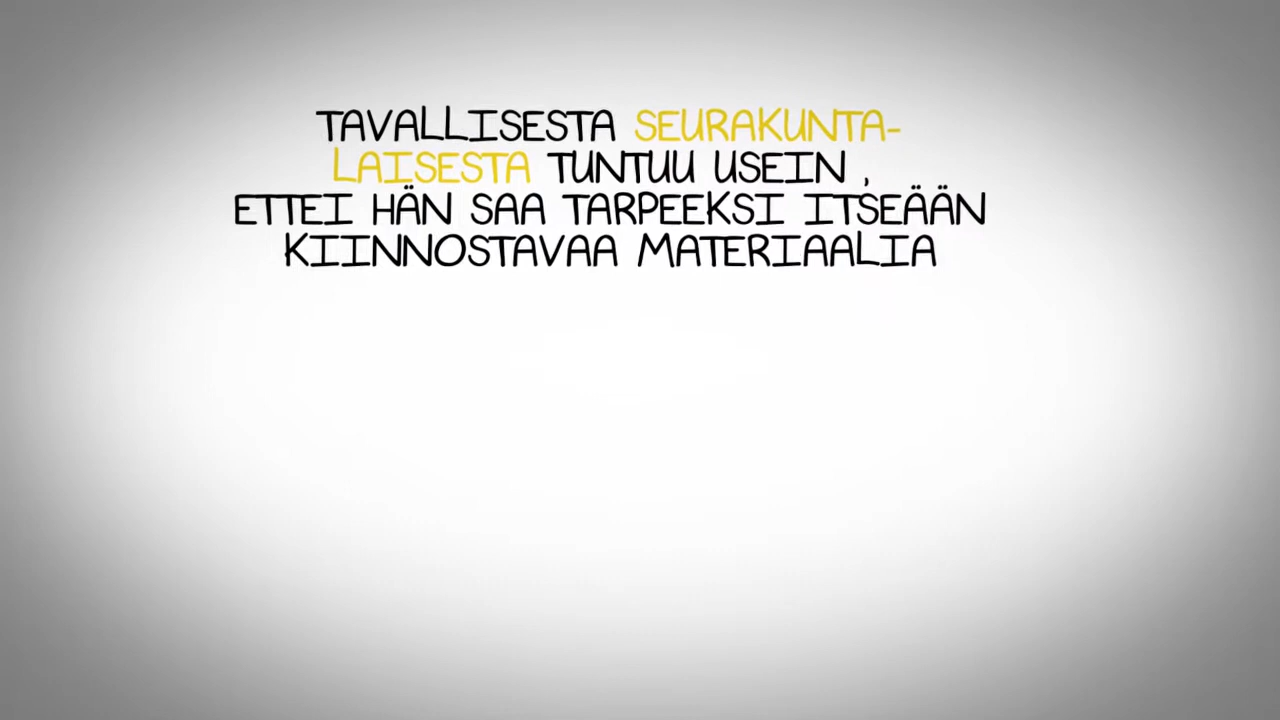 TAVALLISESTA SEURAKUNTA-
LAISESTA TUNTUU USEIN ,
ETTEI HÄN SAA TARPEEKSI ITSEÄÄN
KIINNOSTAVAA MATERIAALIA